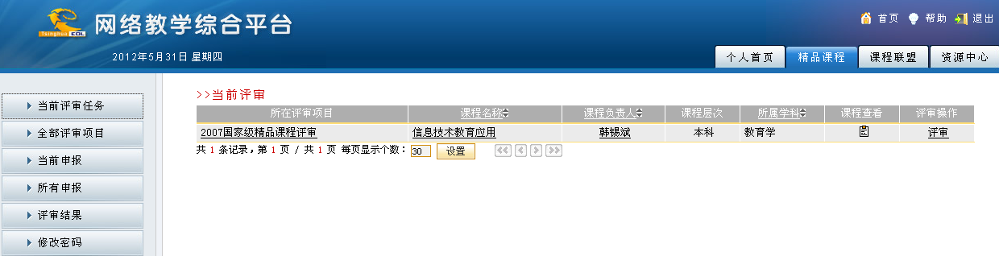 Tsinghua COL
网络教学综合平台
首页 帮助 退出
2012年5月31日 星期四
个人首页 精品课程 课程联盟 资源中心
当前评审任务
全部评审项目
当前申报
所有申报
评审结果
修改密码
>>当前评审
所在评审项目 课程名称 课程负责人 课程层次 所属学科 课程查看 评审操作
2007国家级精品课程评审 信息技术教育应用 韩锡斌 本科 教育学 评审
共 1 条记录，第 1 页 / 共 1 页 每页显示个数： 30 设置